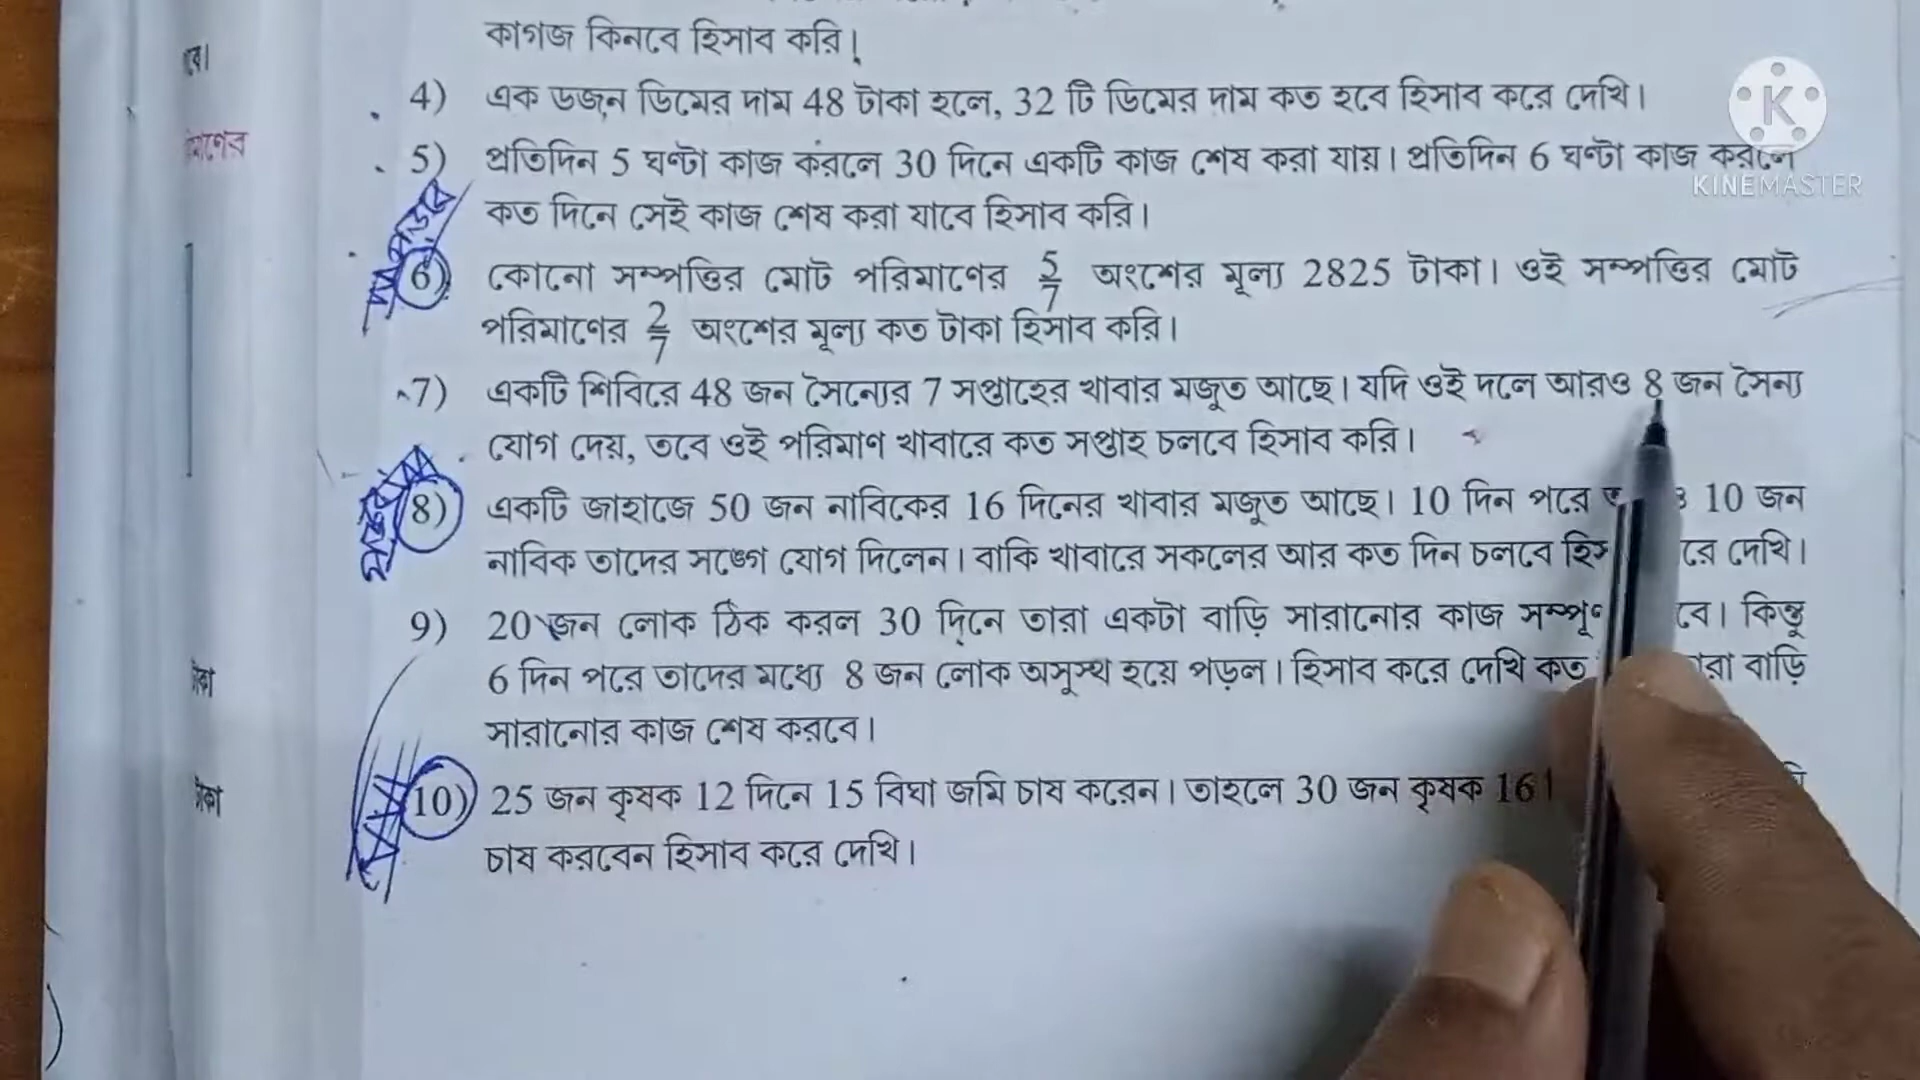 কাগজ কিনবে হিসাব করি।
4) এক ডজন ডিমের দাম 48 টাকা হলে, 32 টি ডিমের দাম কত হবে হিসাব করে দেখি।
5) প্রতিদিন 5 ঘণ্টা কাজ করলে 30 দিনে একটি কাজ শেষ করা যায়। প্রতিদিন 6 ঘণ্টা কাজ করলে
কত দিনে সেই কাজ শেষ করা যাবে হিসাব করি।
6) কোনো সম্পত্তির মোট পরিমাণের 5/7 অংশের মূল্য 2825 টাকা। ওই সম্পত্তির মোট
পরিমাণের 2/7 অংশের মূল্য কত টাকা হিসাব করি।
7) একটি শিবিরে 48 জন সৈন্যের 7 সপ্তাহের খাবার মজুত আছে। যদি ওই দলে আরও 8 জন সৈন্য
যোগ দেয়, তবে ওই পরিমাণ খাবারে কত সপ্তাহ চলবে হিসাব করি।
8) একটি জাহাজে 50 জন নাবিকের 16 দিনের খাবার মজুত আছে। 10 দিন পরে 10 জন
নাবিক তাদের সঙ্গে যোগ দিলেন। বাকি খাবারে সকলের আর কত দিন চলবে দেখি।
9) 20 জন লোক ঠিক করল 30 দিনে তারা একটা বাড়ি সারানোর কাজ কিন্তু
6 দিন পরে তাদের মধ্যে 8 জন লোক অসুস্থ হয়ে পড়ল। হিসাব করে দেখি কত বাড়ি
সারানোর কাজ শেষ করবে।
10) 25 জন কৃষক 12 দিনে 15 বিঘা জমি চাষ করেন। তাহলে 30 জন কৃষক 16
চাষ করবেন হিসাব করে দেখি।
K
KINEMASTER